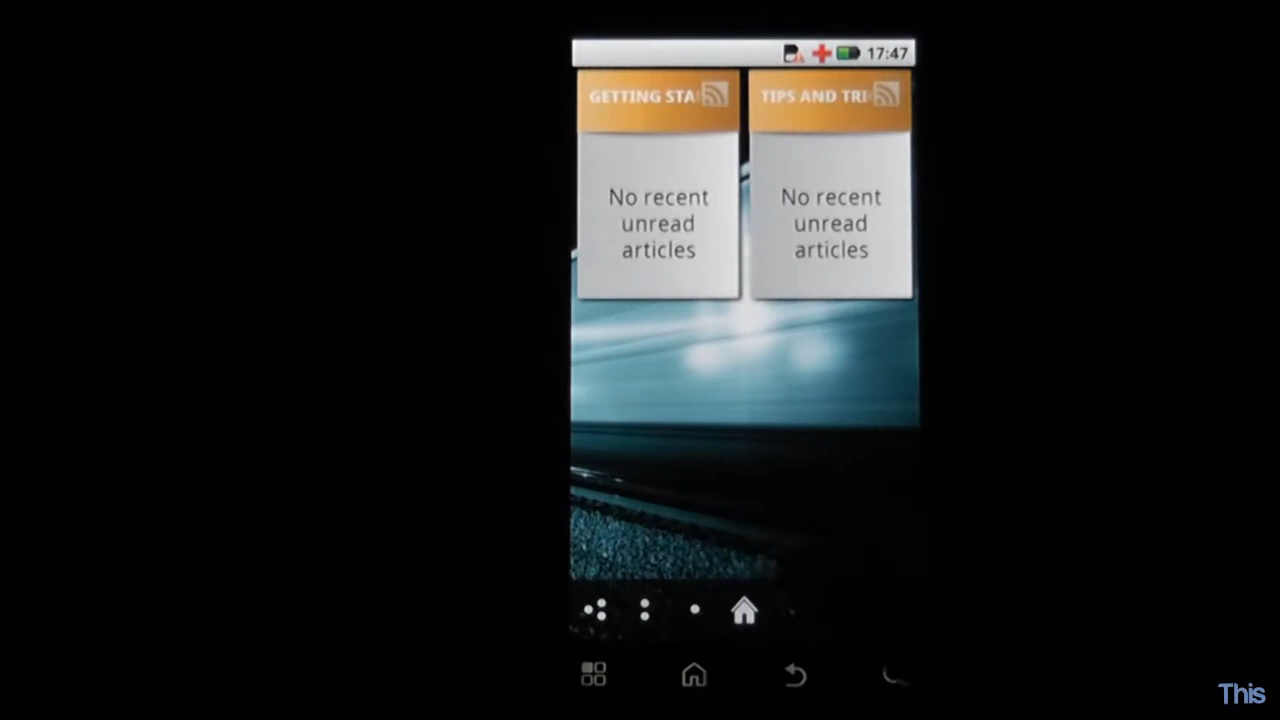 17:47
GETTING STA
TIPS AND TRI
No recent
unread
articles
No recent
unread
articles
This